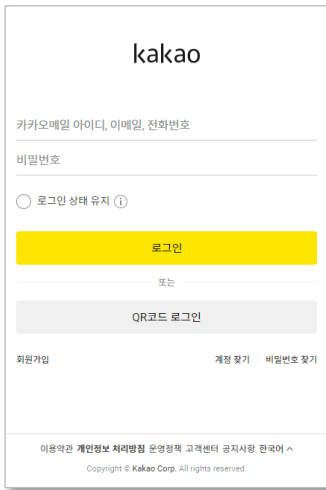 kakao
카카오메일 아이디, 이메일, 전화번호
비밀번호
로그인 상태 유지 i
로그인
또는
QR코드 로그인
회원가입 계정 찾기 비밀번호 찾기
이용약관 개인정보 처리방침 운영정책 고객센터 공지사항 한국어
Copyright © Kakao Corp. All rights reserved.